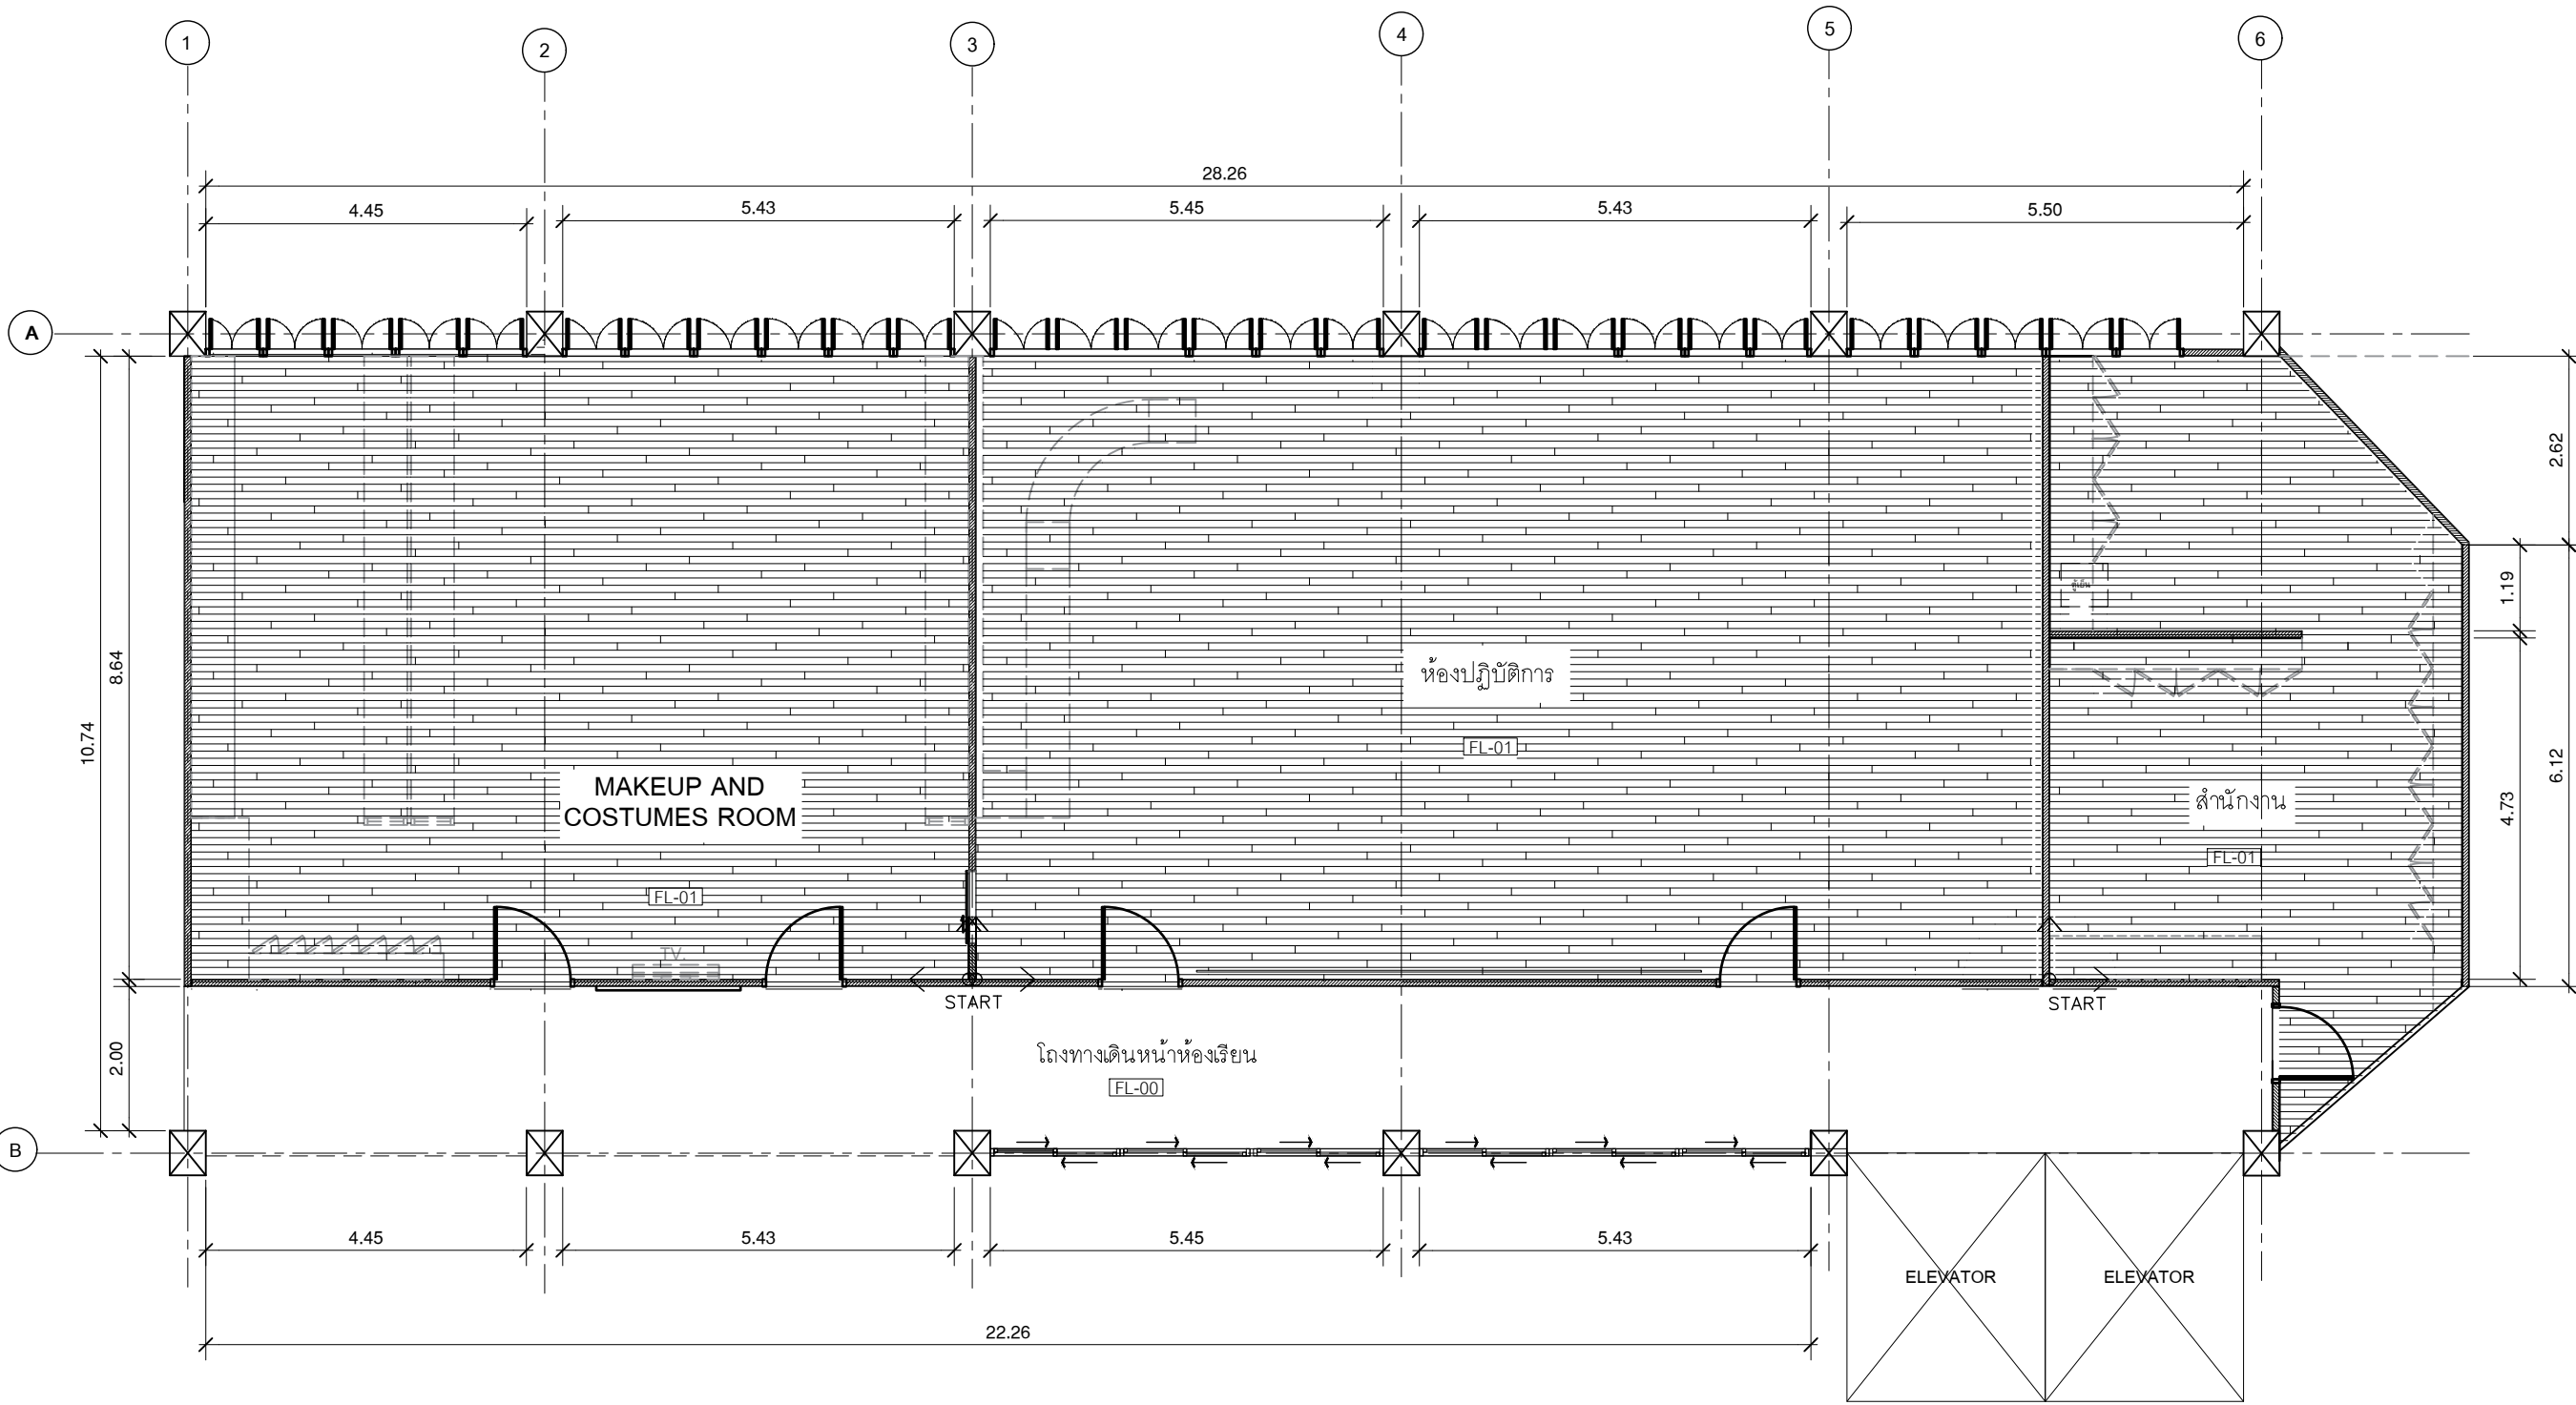 1
2
3
4
5
6
28.26
4.45
5.43
5.45
5.43
5.50
A
2.62
1.19
ตู้เย็น
8.64
10.74
ห้องปฏิบัติการ
FL-01
MAKEUP AND
COSTUMES ROOM
FL-01
สำนักงาน
FL-01
4.73
6.12
TV.
START
START
2.00
โถงทางเดินหน้าห้องเรียน
FL-00
B
4.45
5.43
5.45
5.43
ELEVATOR
ELEVATOR
22.26